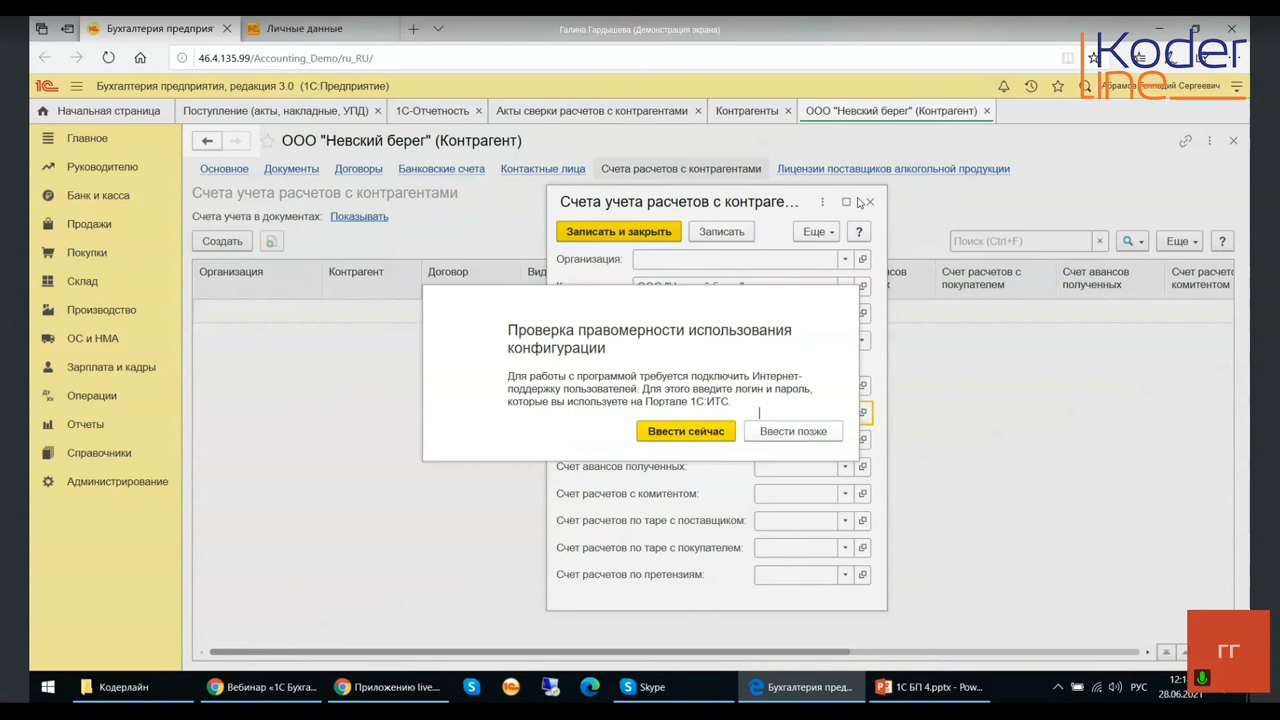 Бухгалтерия предприят
Личные данные
Галина Гардышева (Демонстрация экрана)
46.4.135.99/Accounting_Demo/ru_RU/
Koder
line
1С
Бухгалтерия предприятия, редакция 3.0 (1С:Предприятие)
Абрамов Геннадий Сергеевич
Начальная страница
Поступление (акты, накладные, УПД)
1С-Отчетность
Акты сверки расчетов с контрагентами
Контрагенты
ООО "Невский берег" (Контрагент)
Главное
Руководителю
Банк и касса
Продажи
Покупки
Склад
Производство
ОС и НМА
Зарплата и кадры
Операции
Отчеты
Справочники
Администрирование
ООО "Невский берег" (Контрагент)
Основное
Документы
Договоры
Банковские счета
Контактные лица
Счета расчетов с контрагентами
Лицензии поставщиков алкогольной продукции
Счета учета расчетов с контрагентами
Счета учета в документах: Показывать
Создать
Поиск (Ctrl+F)
Еще
?
Организация
Контрагент
Договор
Счет расчетов с покупателем
Счет авансов полученных
Счета учета расчетов с контраге...
Записать и закрыть
Записать
Еще
?
Организация:
Проверка правомерности использования
конфигурации
Для работы с программой требуется подключить Интернет-
поддержку пользователей. Для этого введите логин и пароль,
которые вы используете на Портале 1С:ИТС.
Ввести сейчас
Ввести позже
Счет авансов полученных:
Счет расчетов с комитентом:
Счет расчетов по таре с поставщиком:
Счет расчетов по таре с покупателем:
Счет расчетов по претензиям:
ГГ
Кодерлайн
Вебинар «1С Бухга...
Приложению live...
Skype
Бухгалтерия пред...
1С БП 4.pptx - Pow...
РУС